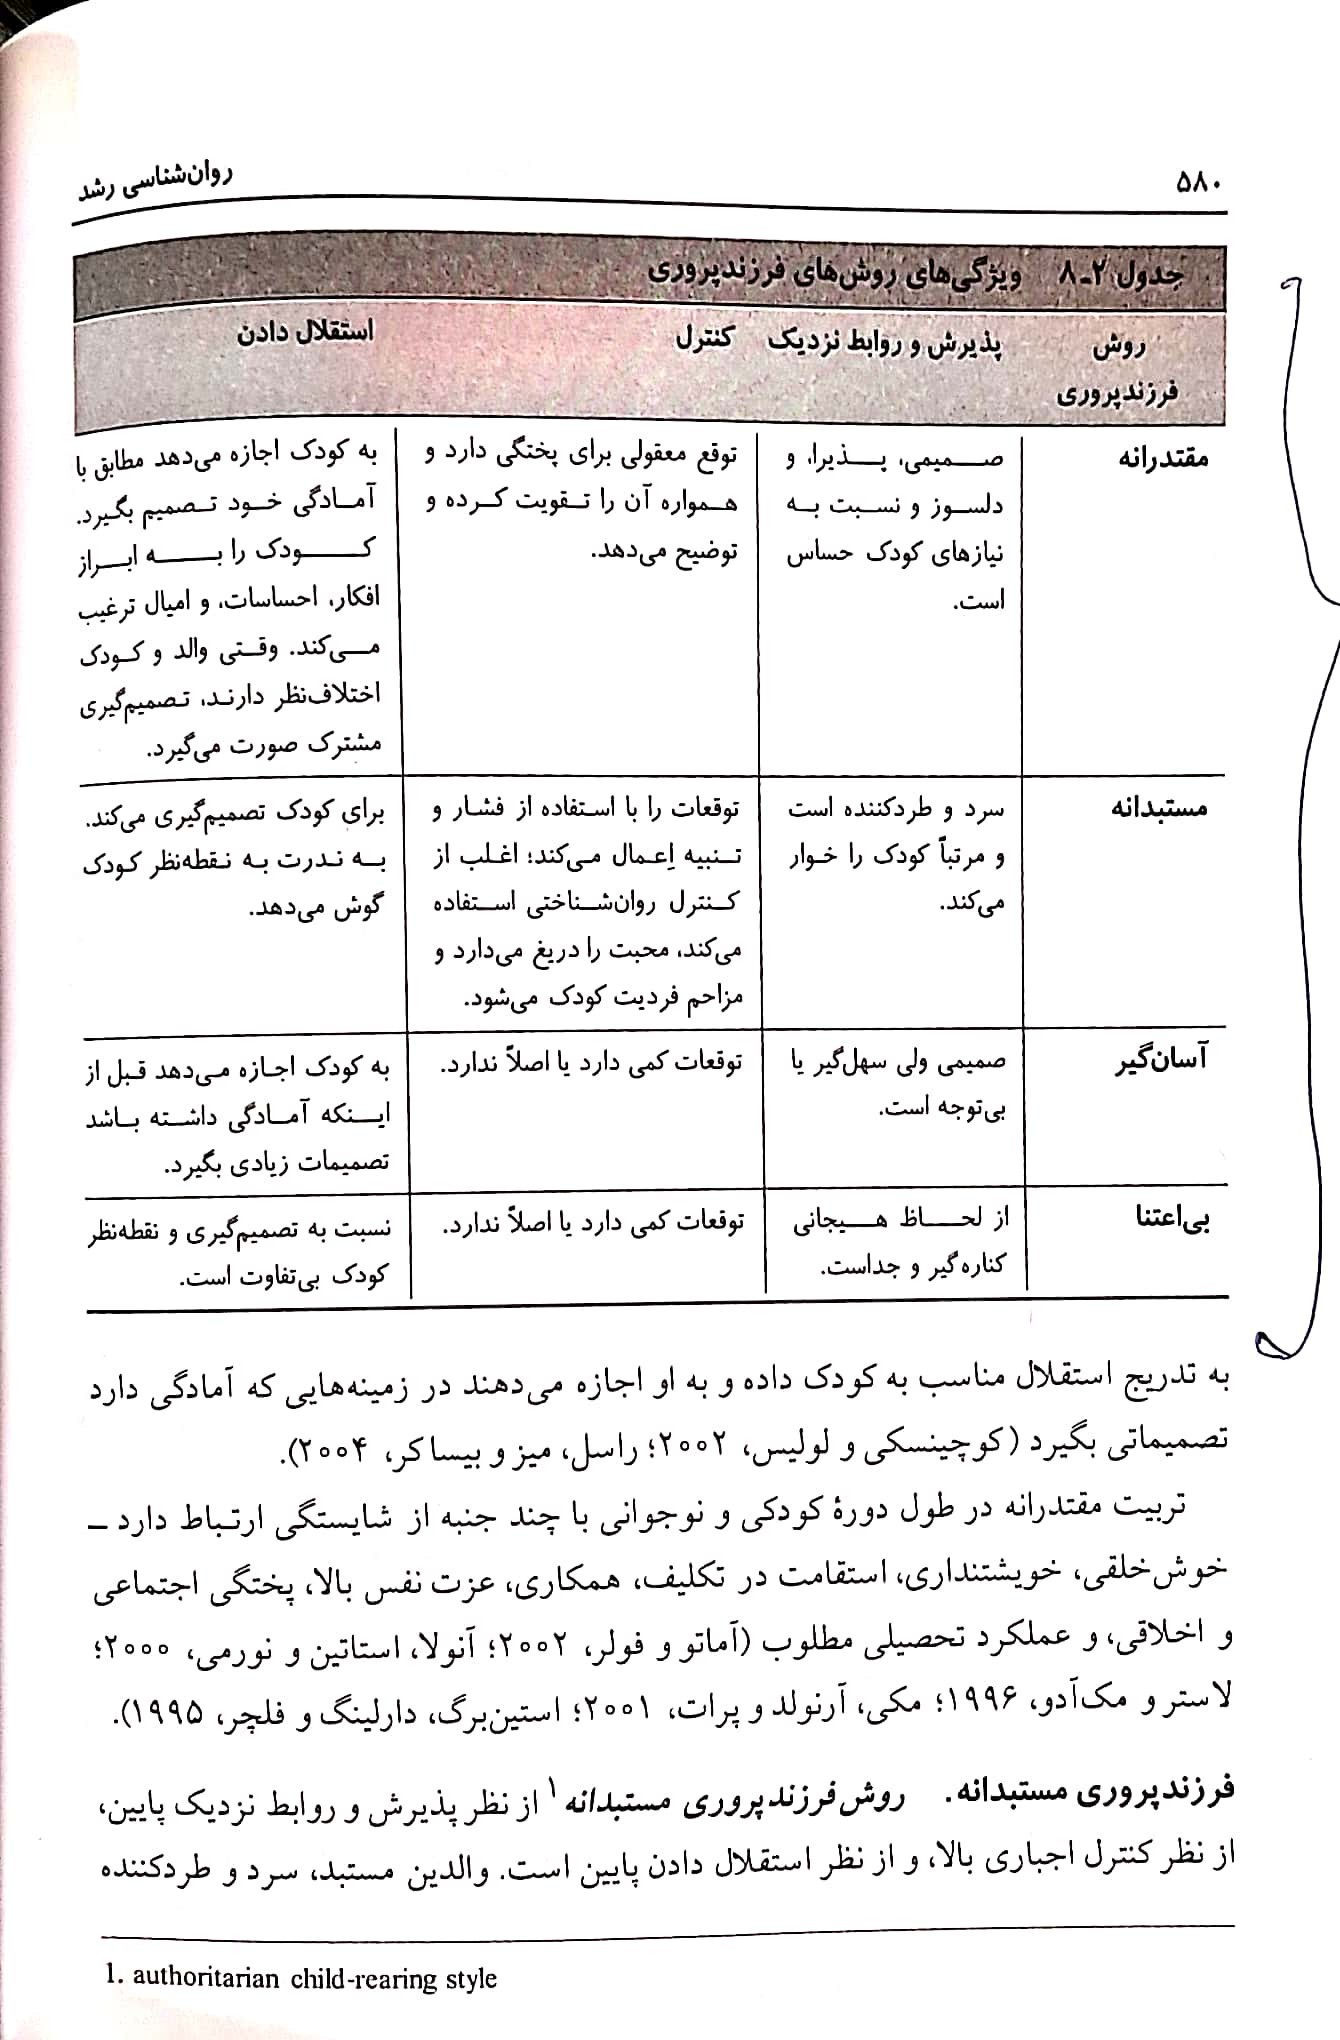 ۵۸۰
روان‌شناسی رشد
جدول ۲ـ۸ ویژگی‌های روش‌های فرزندپروری
روش
فرزندپروری
پذیرش و روابط نزدیک
کنترل
استقلال دادن
مقتدرانه
صمیمی، پذیرا، و
دلسوز و نسبت به
نیازهای کودک حساس
است.
توقع معقولی برای پختگی دارد و
همواره آن را تقویت کرده و
توضیح می‌دهد.
به کودک اجازه می‌دهد مطابق با
آمادگی خود تصمیم بگیرد.
کودک را به ابراز
افکار، احساسات، و امیال ترغیب
می‌کند. وقتی والد و کودک
اختلاف‌نظر دارند، تصمیم‌گیری
مشترک صورت می‌گیرد.
مستبدانه
سرد و طردکننده است
و مرتباً کودک را خوار
می‌کند.
توقعات را با استفاده از فشار و
تنبیه اِعمال می‌کند؛ اغلب از
کنترل روان‌شناختی استفاده
می‌کند، محبت را دریغ می‌دارد و
مزاحم فردیت کودک می‌شود.
برای کودک تصمیم‌گیری می‌کند.
به ندرت به نقطه‌نظر کودک
گوش می‌دهد.
آسان‌گیر
صمیمی ولی سهل‌گیر یا
بی‌توجه است.
توقعات کمی دارد یا اصلاً ندارد.
به کودک اجازه می‌دهد قبل از
اینکه آمادگی داشته باشد
تصمیمات زیادی بگیرد.
بی‌اعتنا
از لحاظ هیجانی
کناره‌گیر و جداست.
توقعات کمی دارد یا اصلاً ندارد.
نسبت به تصمیم‌گیری و نقطه‌نظر
کودک بی‌تفاوت است.
به تدریج استقلال مناسب به کودک داده و به او اجازه می‌دهند در زمینه‌هایی که آمادگی دارد
تصمیماتی بگیرد (کوچینسکی و لولیس، ۲۰۰۲؛ راسل، میز و بیساکر، ۲۰۰۴).
تربیت مقتدرانه در طول دورهٔ کودکی و نوجوانی با چند جنبه از شایستگی ارتباط دارد ـ
خوش‌خلقی، خویشتنداری، استقامت در تکلیف، همکاری، عزت نفس بالا، پختگی اجتماعی
و اخلاقی، و عملکرد تحصیلی مطلوب (آماتو و فولر، ۲۰۰۲؛ آنولا، استاتین و نورمی، ۲۰۰۰؛
لاستر و مک‌آدو، ۱۹۹۶؛ مکی، آرنولد و پرات، ۲۰۰۱؛ استین‌برگ، دارلینگ و فلچر، ۱۹۹۵).
فرزندپروری مستبدانه. روش فرزندپروری مستبدانه۱ از نظر پذیرش و روابط نزدیک پایین،
از نظر کنترل اجباری بالا، و از نظر استقلال دادن پایین است. والدین مستبد، سرد و طردکننده
1. authoritarian child-rearing style